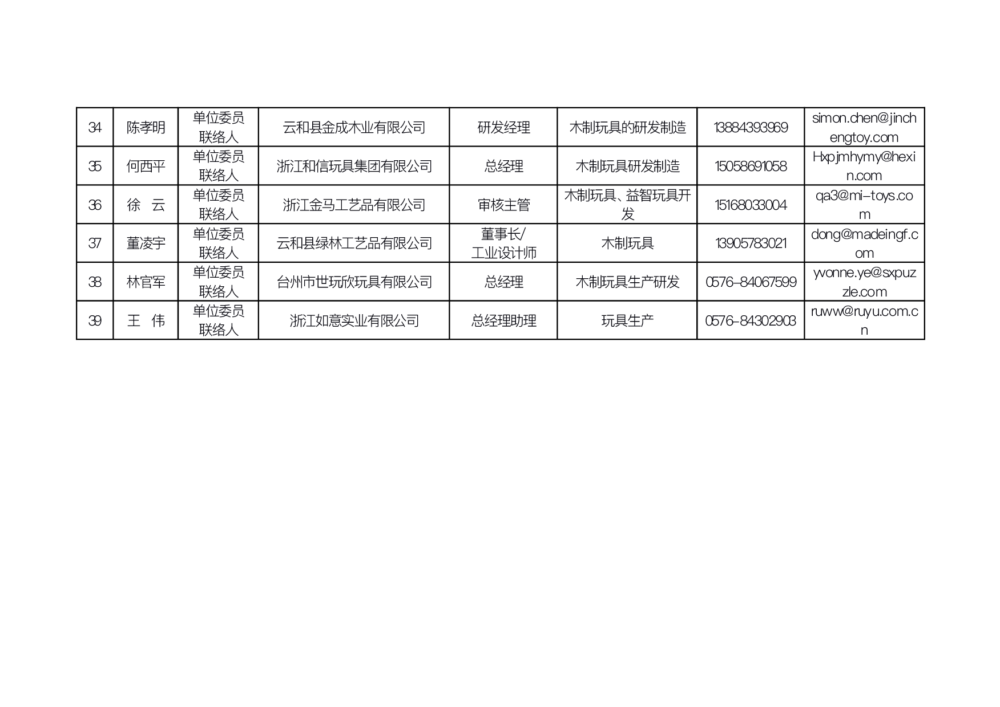 34 陈孝明 单位委员 云和县金成木业有限公司 研发经理 木制玩具的研发制造 13884393969 simon.chen@jinch
联络人 engtoy.com
35 何西平 单位委员 浙江和信玩具集团有限公司 总经理 木制玩具研发制造 15058691058 Hxpjmhymy@hexi
联络人 n.com
36 徐 云 单位委员 浙江金马工艺品有限公司 审核主管 木制玩具、益智玩具开 15168033004 qa3@mi-toys.co
联络人 发 m
37 董凌宇 单位委员 云和县绿林工艺品有限公司 董事长/ 木制玩具 13905783021 dong@madeingf.c
联络人 工业设计师 om
38 林官军 单位委员 台州市世玩欣玩具有限公司 总经理 木制玩具生产研发 0576-84067599 yvonne.ye@sxpuz
联络人 zle.com
39 王 伟 单位委员 浙江如意实业有限公司 总经理助理 玩具生产 0576-84302903 ruww@ruyu.com.c
联络人 n